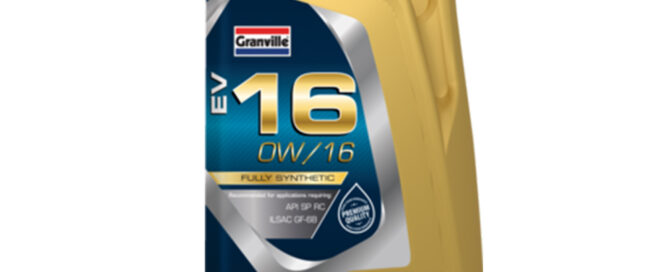 Granville
EV
16
0W/16
FULLY SYNTHETIC
Recommended for applications requiring:
API SP RC
ILSAC GF-6B
PREMIUM
QUALITY